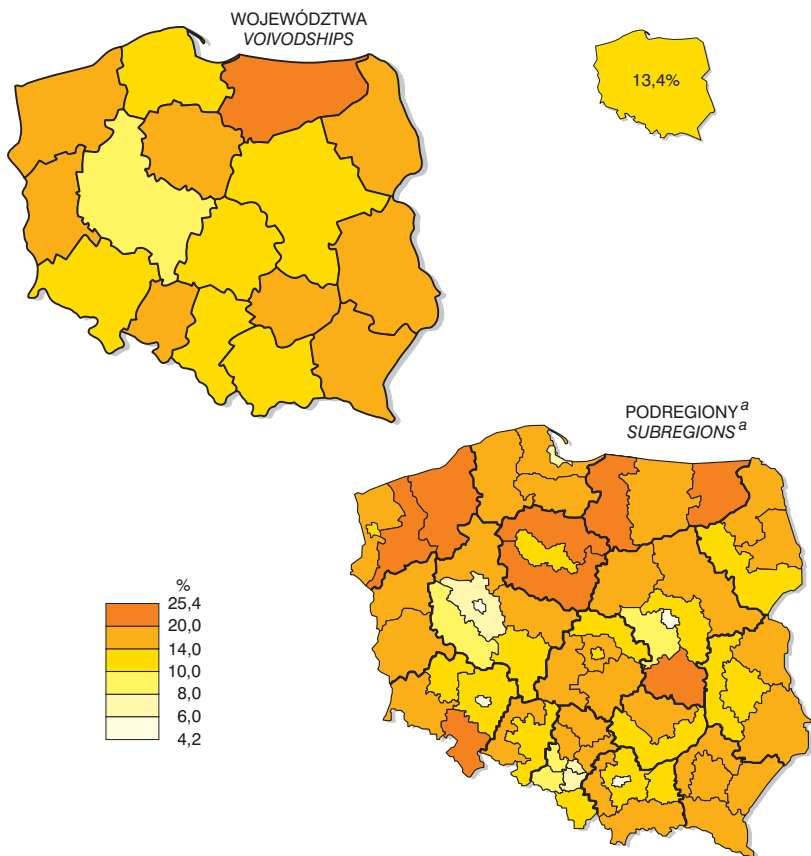 WOJEWÓDZTWA
VOIVODSHIPS
13,4%
PODREGIONY a
SUBREGIONS a
%
25,4
20,0
14,0
10,0
8,0
6,0
4,2